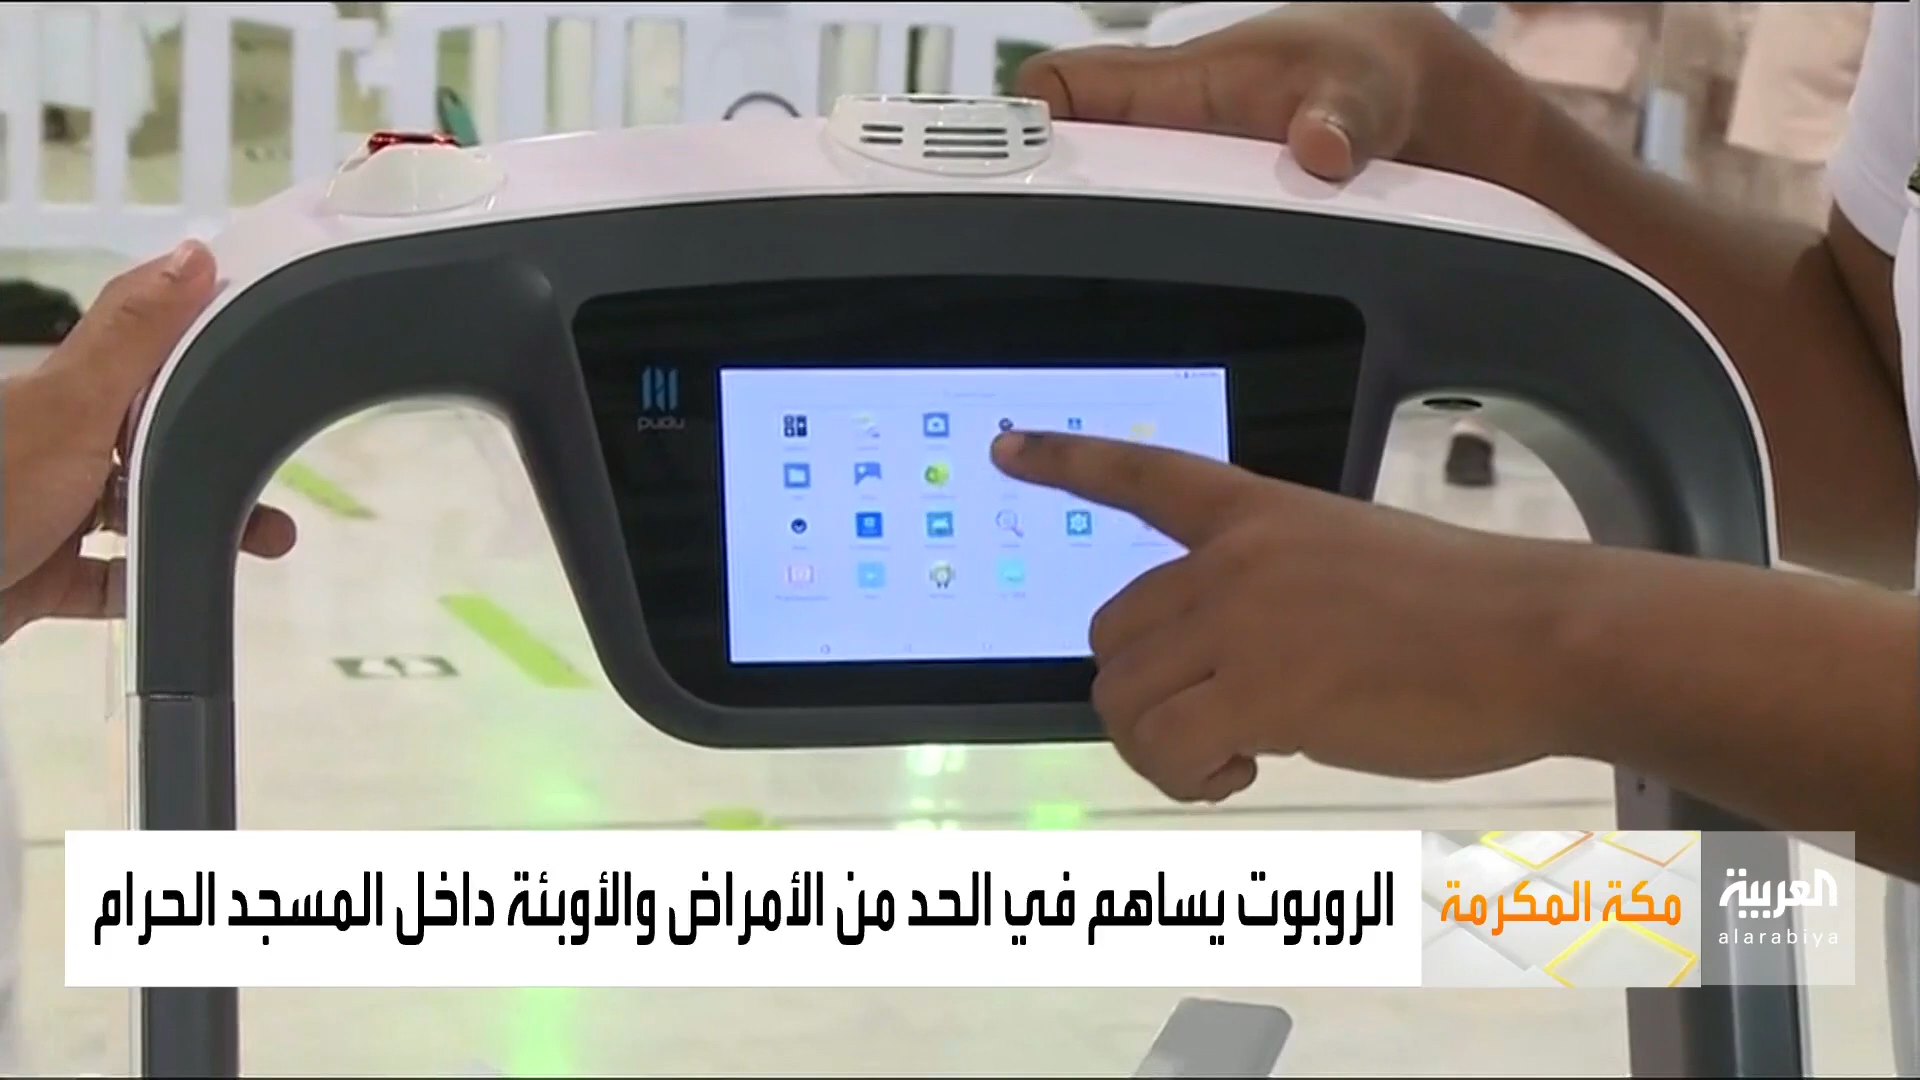 PUDU
الروبوت يساهم في الحد من الأمراض والأوبئة داخل المسجد الحرام
مكة المكرمة
العربية
alarabiya